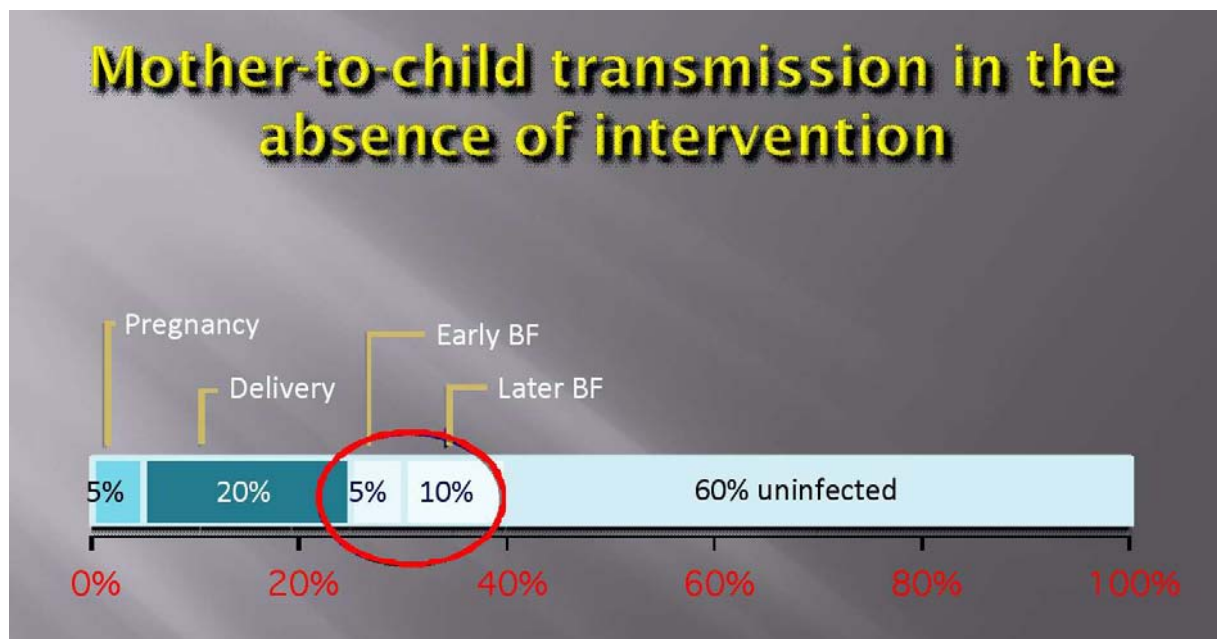 Mother-to-child transmission in the
absence of intervention
Pregnancy
Early BF
Delivery
Later BF
5%
20%
5%
10%
60% uninfected
0%
20%
40%
60%
80%
100%